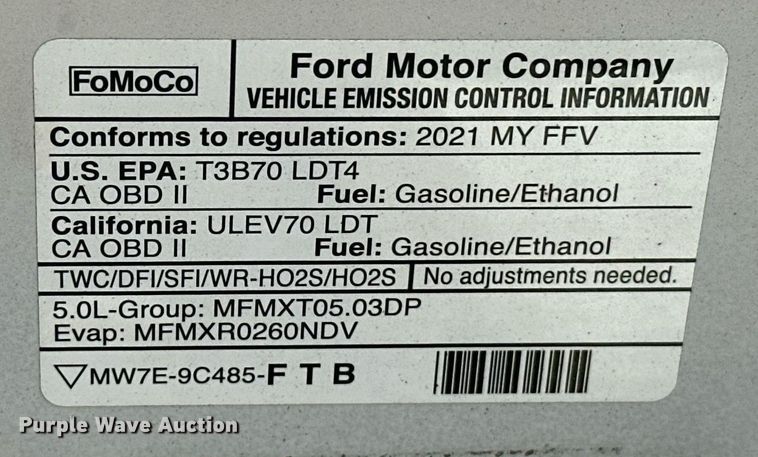 FoMoCo
Ford Motor Company
VEHICLE EMISSION CONTROL INFORMATION
Conforms to regulations: 2021 MY FFV
U.S. EPA: T3B70 LDT4
CA OBD II Fuel: Gasoline/Ethanol
California: ULEV70 LDT
CA OBD II Fuel: Gasoline/Ethanol
TWC/DFI/SFI/WR-HO2S/HO2S No adjustments needed.
5.0L-Group: MFMXT05.03DP
Evap: MFMXR0260NDV
MW7E-9C485-F T B
Purple Wave Auction